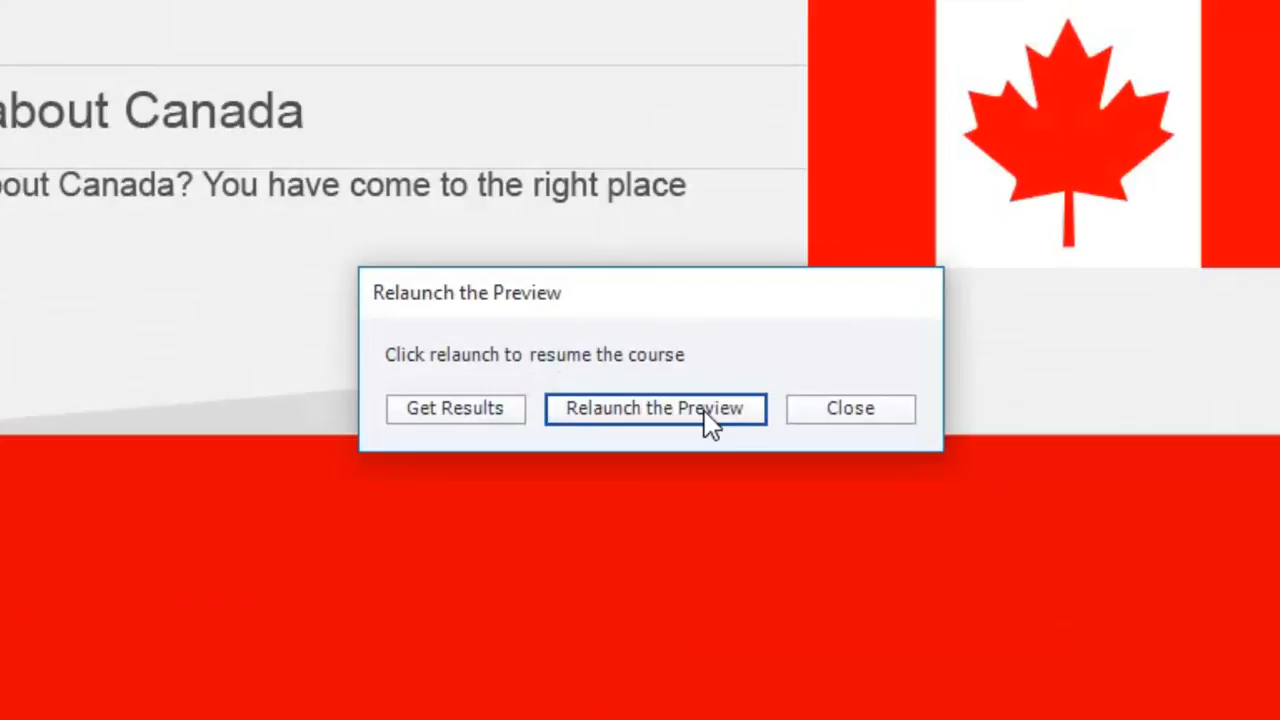 about Canada
out Canada? You have come to the right place
Relaunch the Preview
Click relaunch to resume the course
Get Results Relaunch the Preview Close